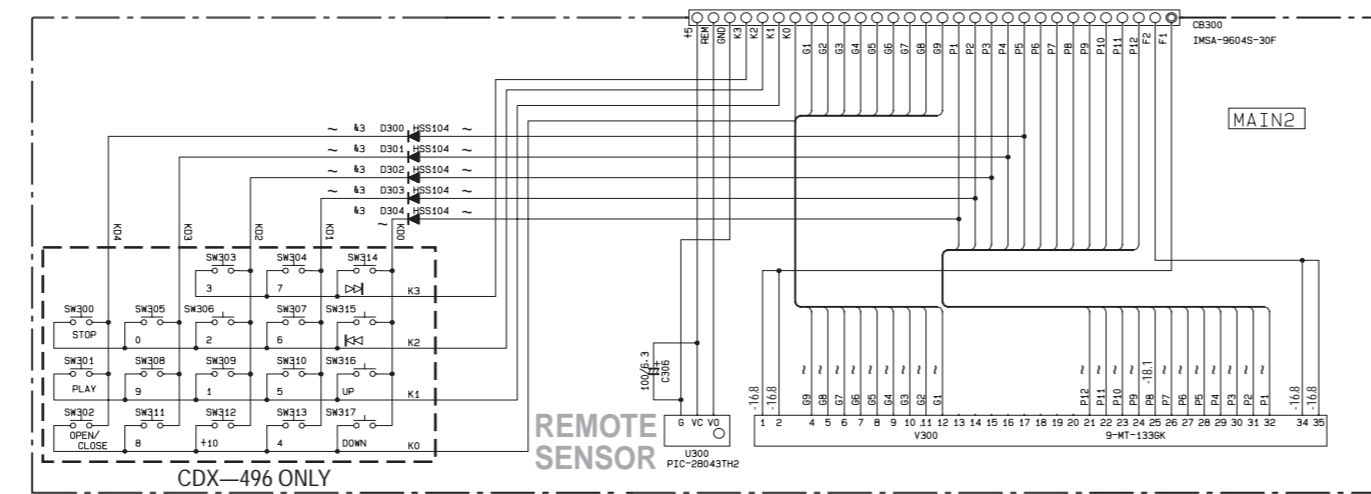 CB300
IMSA-9604S-30F
+5 REM GND K3 K2 K1 K0 G1 G2 G3 G4 G5 G6 G7 G8 G9 P1 P2 P3 P4 P5 P6 P7 P8 P9 P10 P11 P12 F2 F1
MAIN2
~ D300 HSS104 ~
~ D301 HSS104 ~
~ D302 HSS104 ~
~ D303 HSS104 ~
D304 HSS104 ~
~
KD4 KD3 KD2 KD1 KD0
SW303 SW304 SW314
3 7 K3
SW300 SW305 SW306 SW307 SW315
STOP 0 2 6 K2
SW301 SW308 SW309 SW310 SW316
PLAY 9 1 5 UP K1
SW302 SW311 SW312 SW313 SW317
OPEN/
CLOSE 8 +10 4 DOWN K0
CDX—496 ONLY
100/6.3
C306
REMOTE
SENSOR
G VC VO
U300
PIC-28043TH2
-16.8 -16.8 ~ ~ ~ ~ ~ ~ ~ ~ ~ ~ ~ ~ ~ -18.1 ~ ~ ~ ~ ~ ~ ~ -16.8 -16.8
G9 G8 G7 G6 G5 G4 G3 G2 G1 P12 P11 P10 P9 P8 P7 P6 P5 P4 P3 P2 P1
1 2 4 5 6 7 8 9 10 11 12 13 14 15 16 17 18 19 20 21 22 23 24 25 26 27 28 29 30 31 32 34 35
V300 9-MT-133GK